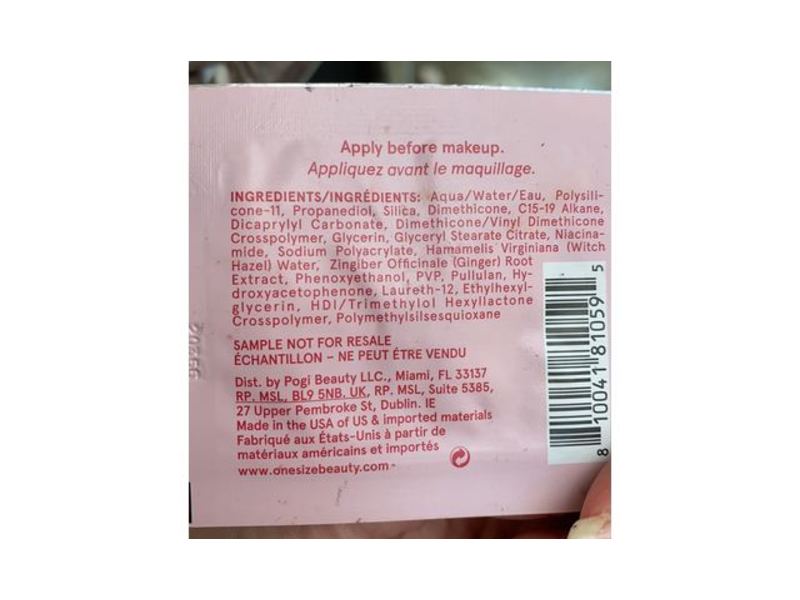 Apply before makeup.
Appliquez avant le maquillage.
INGREDIENTS/INGRÉDIENTS: Aqua/Water/Eau, Polysili-
cone-11, Propanediol, Silica, Dimethicone, C15-19 Alkane,
Dicaprylyl Carbonate, Dimethicone/Vinyl Dimethicone
Crosspolymer, Glycerin, Glyceryl Stearate Citrate, Niacina-
mide, Sodium Polyacrylate, Hamamelis Virginiana (Witch
Hazel) Water, Zingiber Officinale (Ginger) Root
Extract, Phenoxyethanol, PVP, Pullulan, Hy-
droxyacetophenone, Laureth-12, Ethylhexyl-
glycerin, HDI/Trimethylol Hexyllactone
Crosspolymer, Polymethylsilsesquioxane
SAMPLE NOT FOR RESALE
ÉCHANTILLON – NE PEUT ÉTRE VENDU
Dist. by Pogi Beauty LLC., Miami, FL 33137
RP. MSL, BL9 5NB. UK, RP. MSL, Suite 5385,
27 Upper Pembroke St, Dublin. IE
Made in the USA of US & imported materials
Fabriqué aux États-Unis à partir de
matériaux américains et importés
www.onesizebeauty.com
8 10041 81059 5